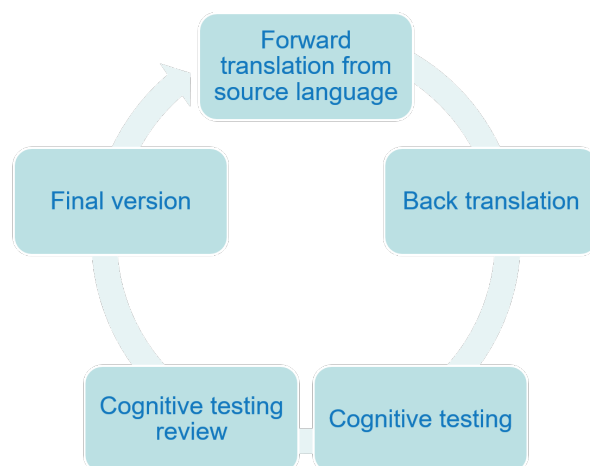 Forward
translation from
source language
Back translation
Cognitive testing
Cognitive testing
review
Final version